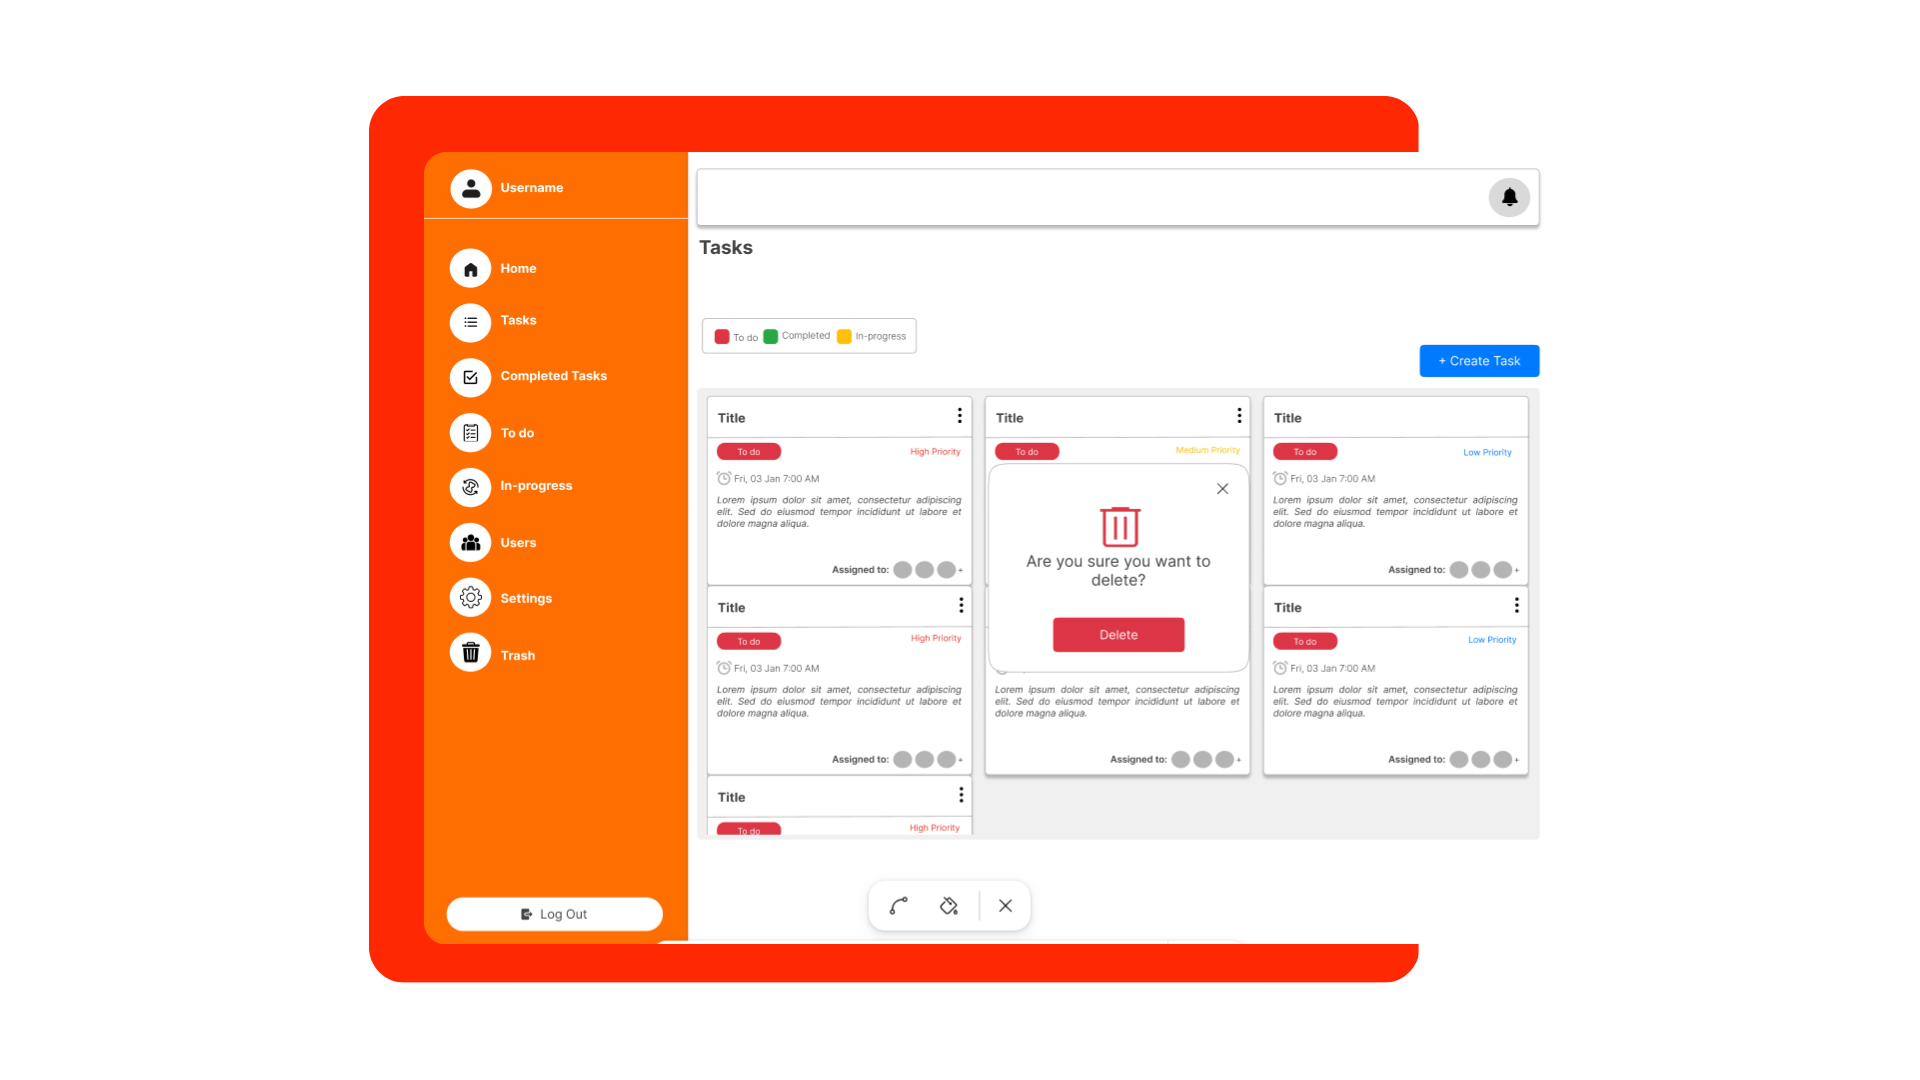 Username
Home
Tasks
Completed Tasks
To do
In-progress
Users
Settings
Trash
Log Out
Tasks
To do Completed In-progress
+ Create Task
Title
To do High Priority
Fri, 03 Jan 7:00 AM
Lorem ipsum dolor sit amet, consectetur adipiscing
elit. Sed do eiusmod tempor incididunt ut labore et
dolore magna aliqua.
Assigned to: +
Title
To do Medium Priority
Title
To do Low Priority
Fri, 03 Jan 7:00 AM
Lorem ipsum dolor sit amet, consectetur adipiscing
elit. Sed do eiusmod tempor incididunt ut labore et
dolore magna aliqua.
Assigned to: +
Are you sure you want to
delete?
Delete
Title
To do High Priority
Fri, 03 Jan 7:00 AM
Lorem ipsum dolor sit amet, consectetur adipiscing
elit. Sed do eiusmod tempor incididunt ut labore et
dolore magna aliqua.
Assigned to: +
Lorem ipsum dolor sit amet, consectetur adipiscing
elit. Sed do eiusmod tempor incididunt ut labore et
dolore magna aliqua.
Assigned to: +
Title
To do Low Priority
Fri, 03 Jan 7:00 AM
Lorem ipsum dolor sit amet, consectetur adipiscing
elit. Sed do eiusmod tempor incididunt ut labore et
dolore magna aliqua.
Assigned to: +
Title
To do High Priority